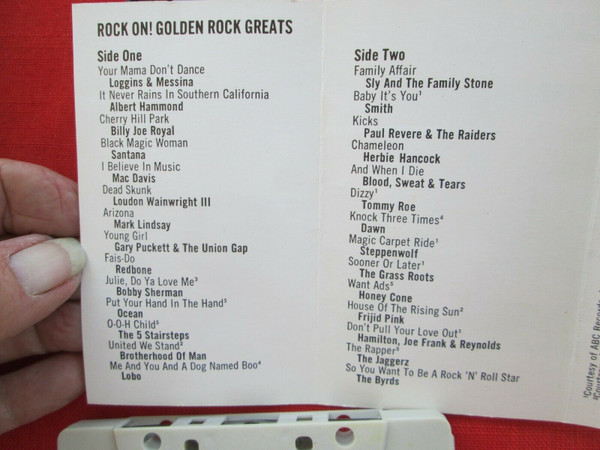 ROCK ON! GOLDEN ROCK GREATS
Side One
Your Mama Don't Dance
Loggins & Messina
It Never Rains In Southern California
Albert Hammond
Cherry Hill Park
Billy Joe Royal
Black Magic Woman
Santana
I Believe In Music
Mac Davis
Dead Skunk
Loudon Wainwright III
Arizona
Mark Lindsay
Young Girl
Gary Puckett & The Union Gap
Fais-Do
Redbone
Julie, Do Ya Love Me³
Bobby Sherman
Put Your Hand In The Hand⁵
Ocean
O-O-H Child⁵
The 5 Stairsteps
United We Stand²
Brotherhood Of Man
Me And You And A Dog Named Boo⁴
Lobo
Side Two
Family Affair
Sly And The Family Stone
Baby It's You¹
Smith
Kicks
Paul Revere & The Raiders
Chameleon
Herbie Hancock
And When I Die
Blood, Sweat & Tears
Dizzy¹
Tommy Roe
Knock Three Times⁴
Dawn
Magic Carpet Ride¹
Steppenwolf
Sooner Or Later¹
The Grass Roots
Want Ads⁵
Honey Cone
House Of The Rising Sun²
Frijid Pink
Don't Pull Your Love Out¹
Hamilton, Joe Frank & Reynolds
The Rapper⁶
The Jaggerz
So You Want To Be A Rock 'N' Roll Star
The Byrds
¹Courtesy of ABC Records